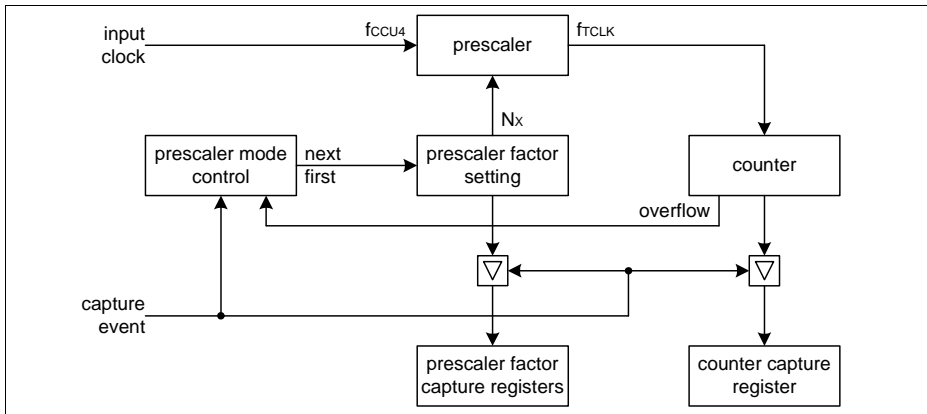 input
clock
fCCU4
prescaler
fTCLK
NX
prescaler mode
control
next
first
prescaler factor
setting
counter
overflow
capture
event
prescaler factor
capture registers
counter capture
register